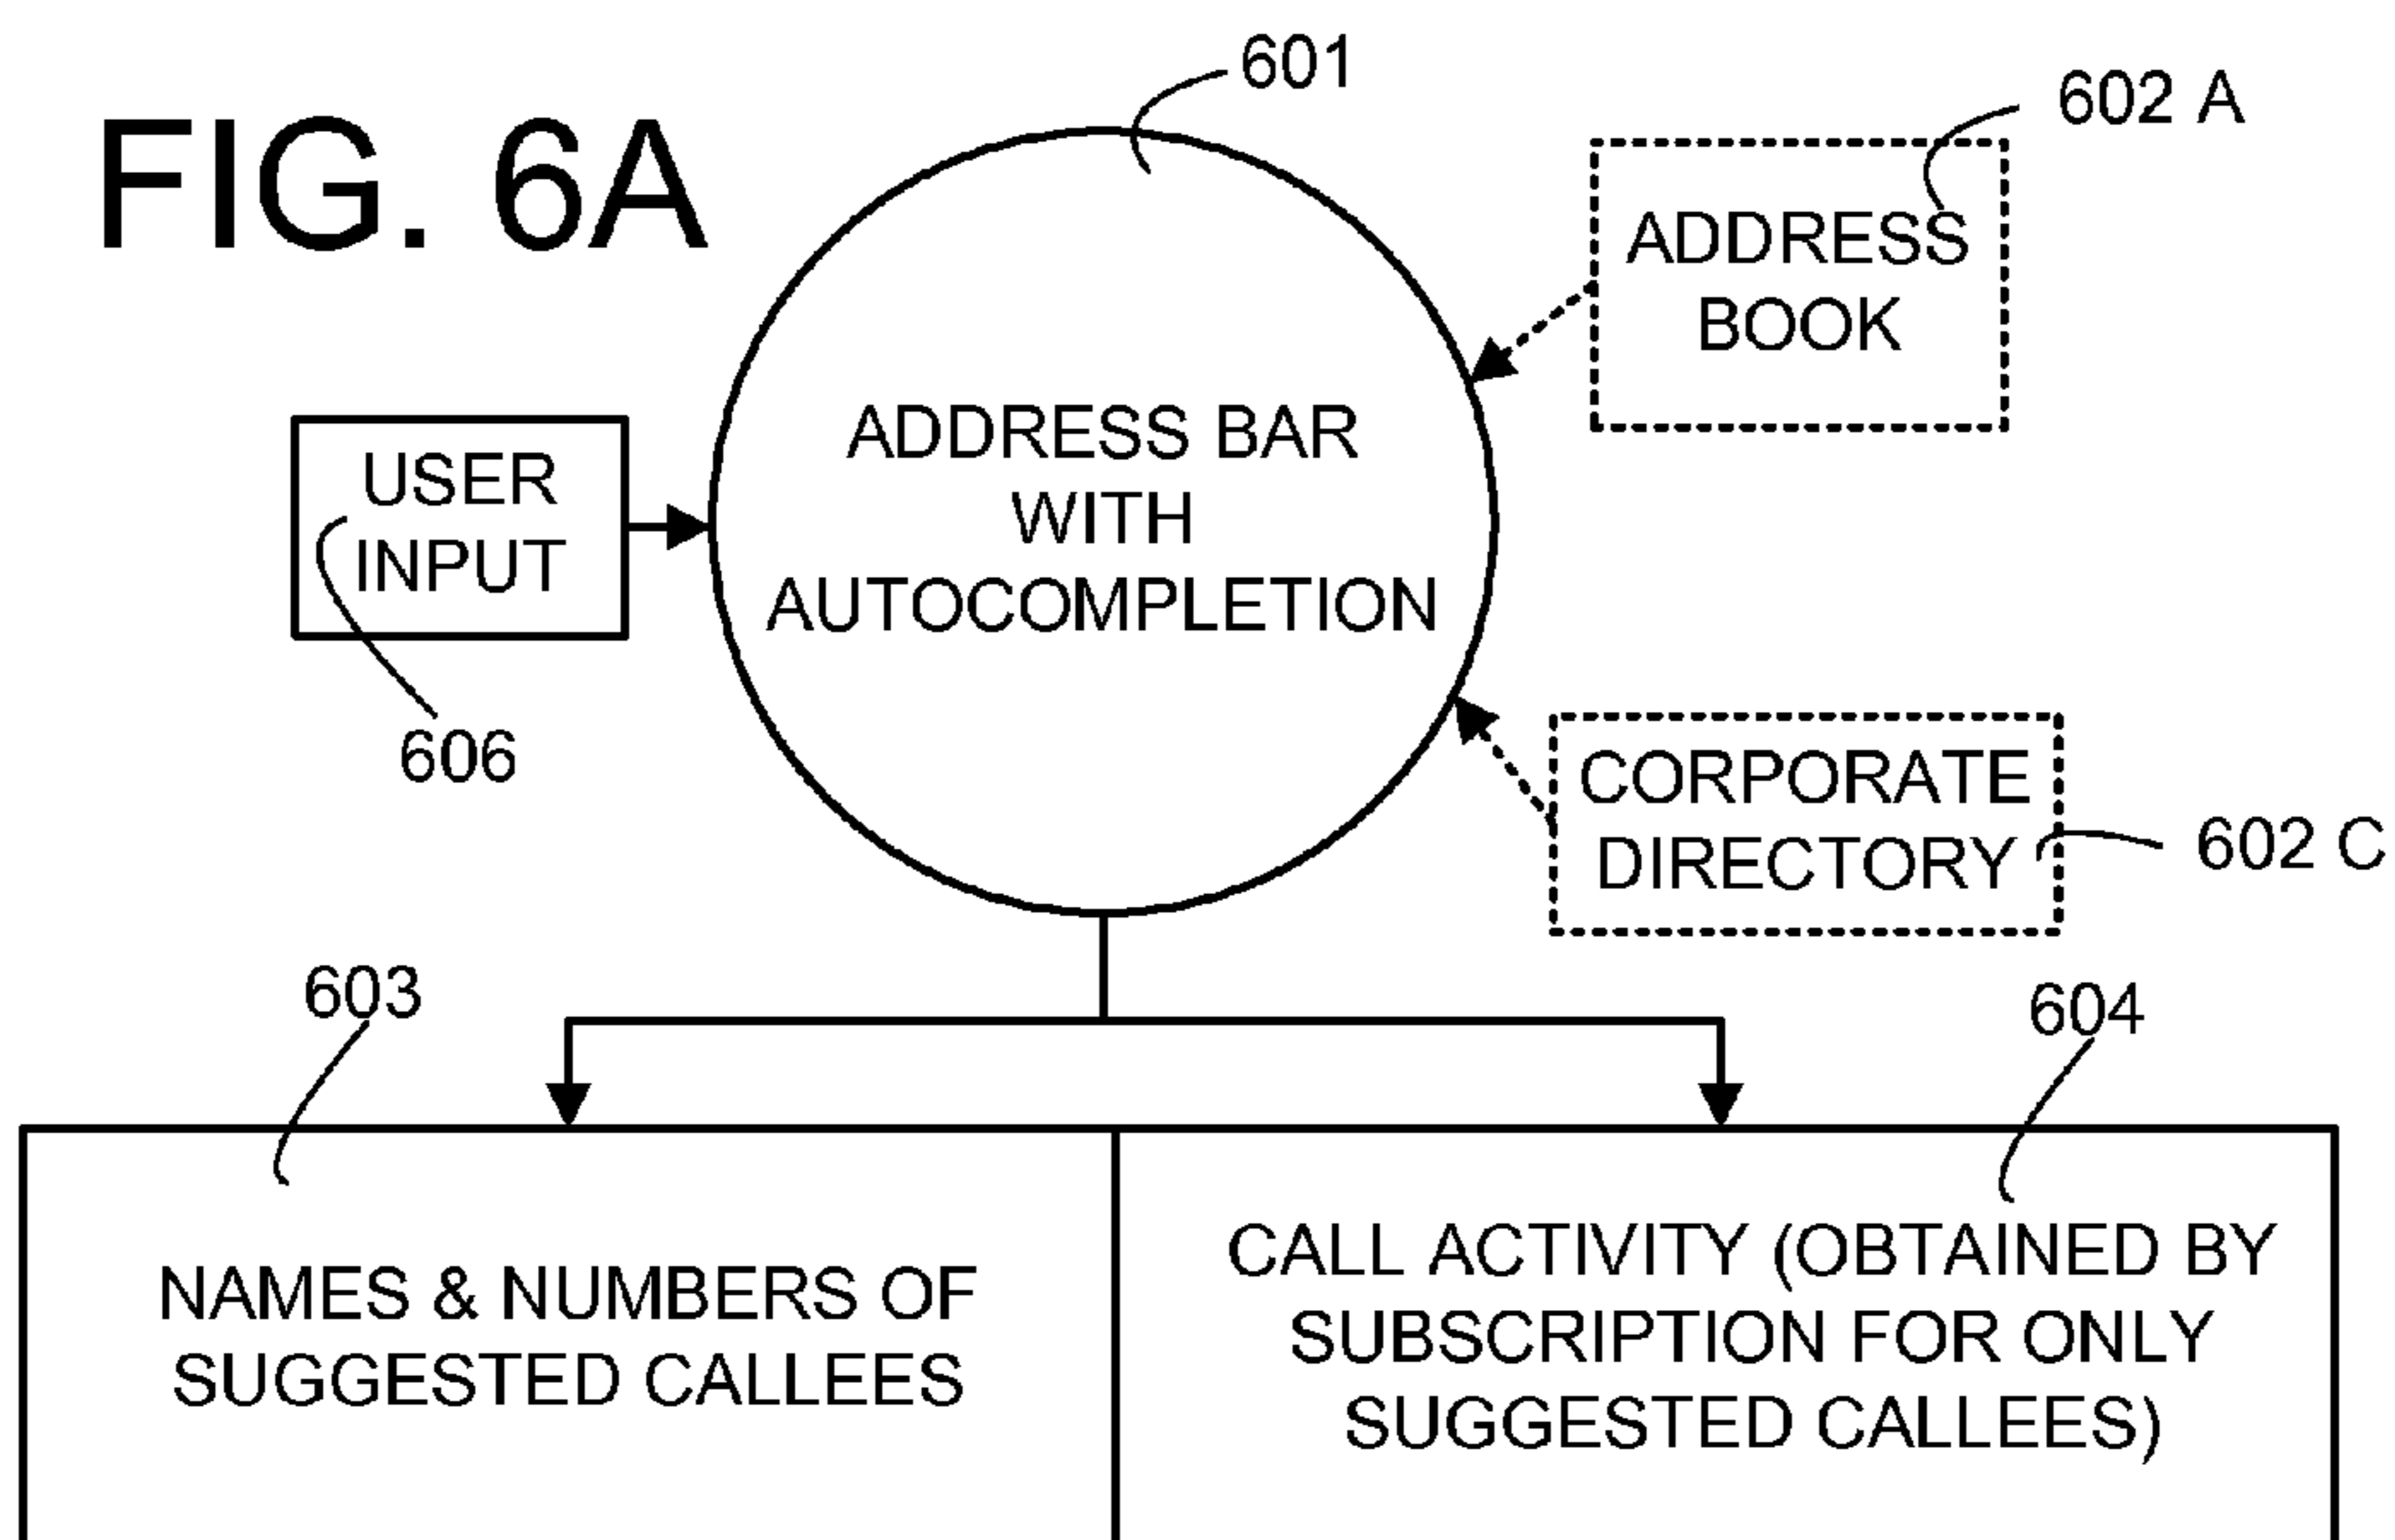 FIG. 6A
601
602 A
ADDRESS
BOOK
ADDRESS BAR
WITH
AUTOCOMPLETION
USER
INPUT
606
CORPORATE
DIRECTORY
602 C
603
604
NAMES & NUMBERS OF
SUGGESTED CALLEES
CALL ACTIVITY (OBTAINED BY
SUBSCRIPTION FOR ONLY
SUGGESTED CALLEES)